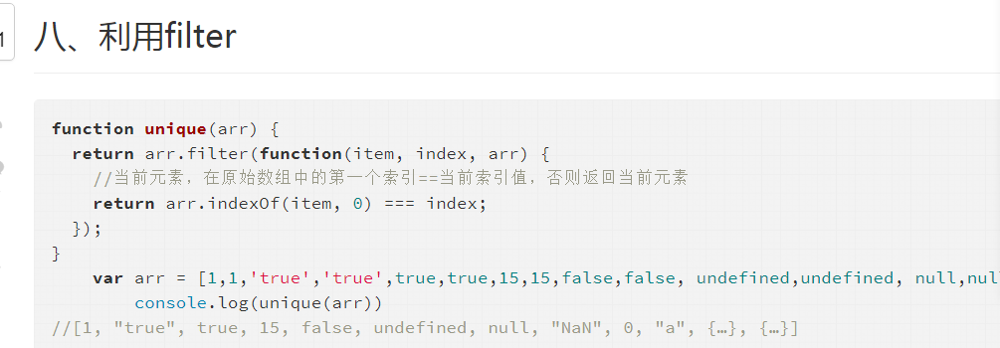 八、利用filter
function unique(arr) {
  return arr.filter(function(item, index, arr) {
    //当前元素，在原始数组中的第一个索引==当前索引值，否则返回当前元素
    return arr.indexOf(item, 0) === index;
  });
}
    var arr = [1,1,'true','true',true,true,15,15,false,false, undefined,undefined, null,nul
        console.log(unique(arr))
//[1, "true", true, 15, false, undefined, null, "NaN", 0, "a", {…}, {…}]